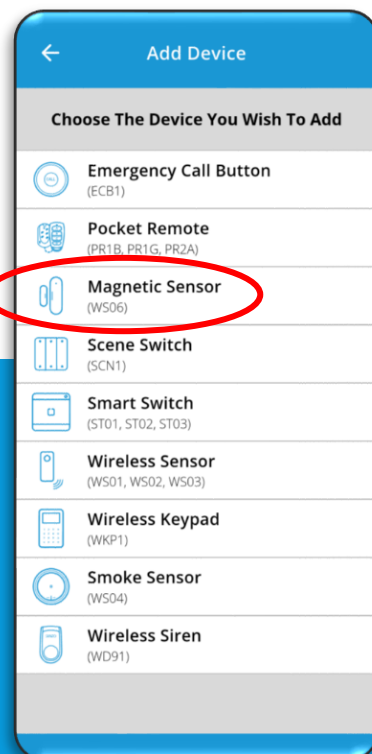 Add Device
Choose The Device You Wish To Add
Emergency Call Button
(ECB1)
Pocket Remote
(PR1B, PR1G, PR2A)
Magnetic Sensor
(WS06)
Scene Switch
(SCN1)
Smart Switch
(ST01, ST02, ST03)
Wireless Sensor
(WS01, WS02, WS03)
Wireless Keypad
(WKP1)
Smoke Sensor
(WS04)
Wireless Siren
(WD91)